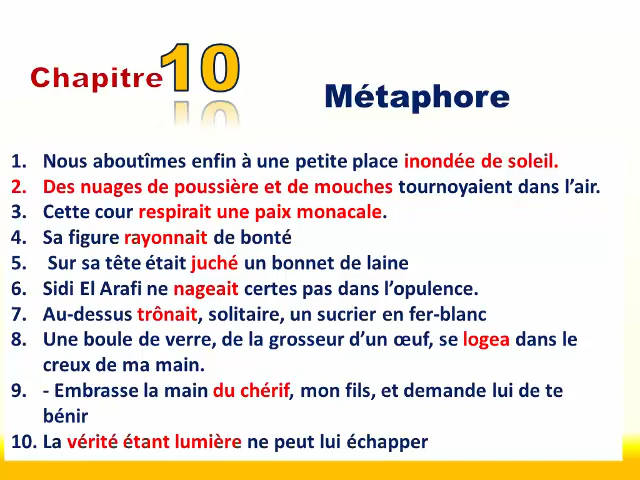 Chapitre 10
Métaphore
1. Nous aboutîmes enfin à une petite place inondée de soleil.
2. Des nuages de poussière et de mouches tournoyaient dans l’air.
3. Cette cour respirait une paix monacale.
4. Sa figure rayonnait de bonté
5. Sur sa tête était juché un bonnet de laine
6. Sidi El Arafi ne nageait certes pas dans l’opulence.
7. Au-dessus trônait, solitaire, un sucrier en fer-blanc
8. Une boule de verre, de la grosseur d’un œuf, se logea dans le
creux de ma main.
9. - Embrasse la main du chérif, mon fils, et demande lui de te
bénir
10. La vérité étant lumière ne peut lui échapper